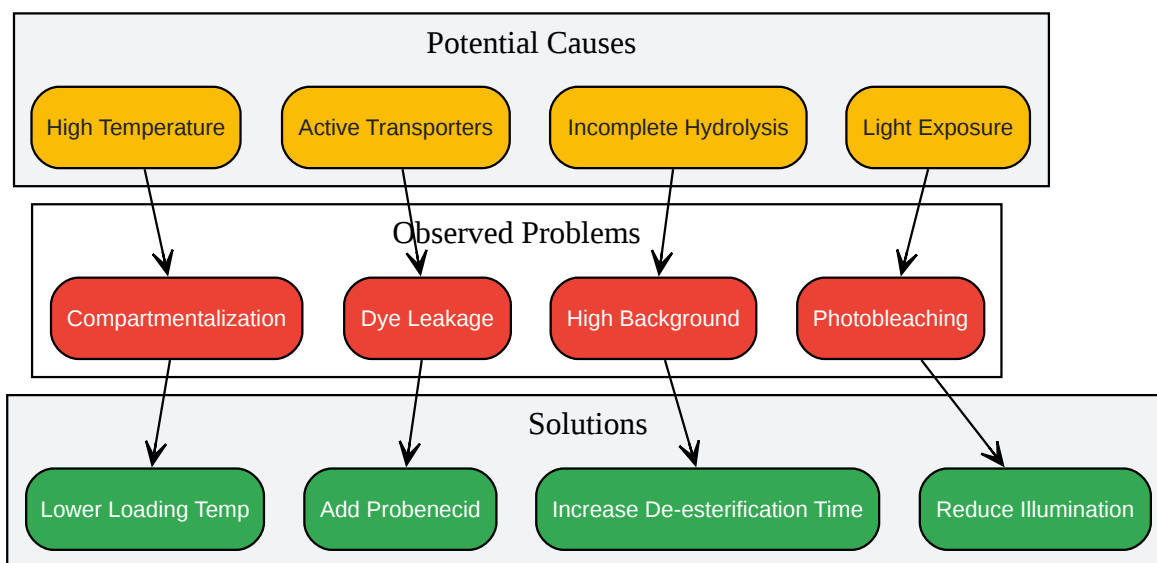 Potential Causes
High Temperature
Active Transporters
Incomplete Hydrolysis
Light Exposure
Observed Problems
Compartmentalization
Dye Leakage
High Background
Photobleaching
Solutions
Lower Loading Temp
Add Probenecid
Increase De-esterification Time
Reduce Illumination